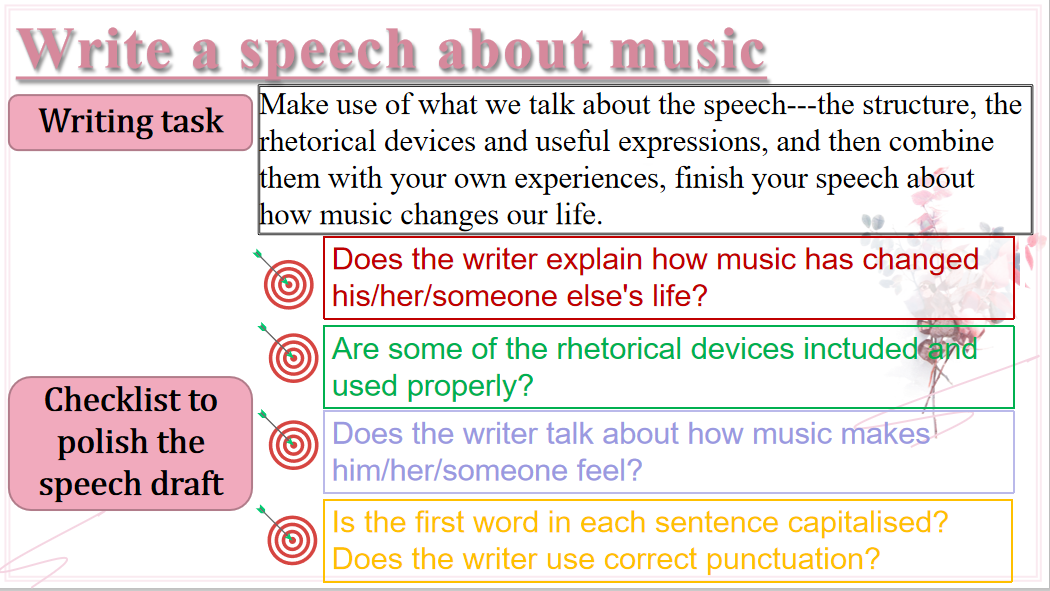 Write a speech about music
Writing task
Make use of what we talk about the speech---the structure, the
rhetorical devices and useful expressions, and then combine
them with your own experiences, finish your speech about
how music changes our life.
Does the writer explain how music has changed
his/her/someone else's life?
Are some of the rhetorical devices inctuded and
used properly?
Checklist to
polish the
speech draft
Does the writer talk about how music makes
him/her/someone feel?
Is the first word in each sentence capitalised?
Does the writer use correct punctuation?